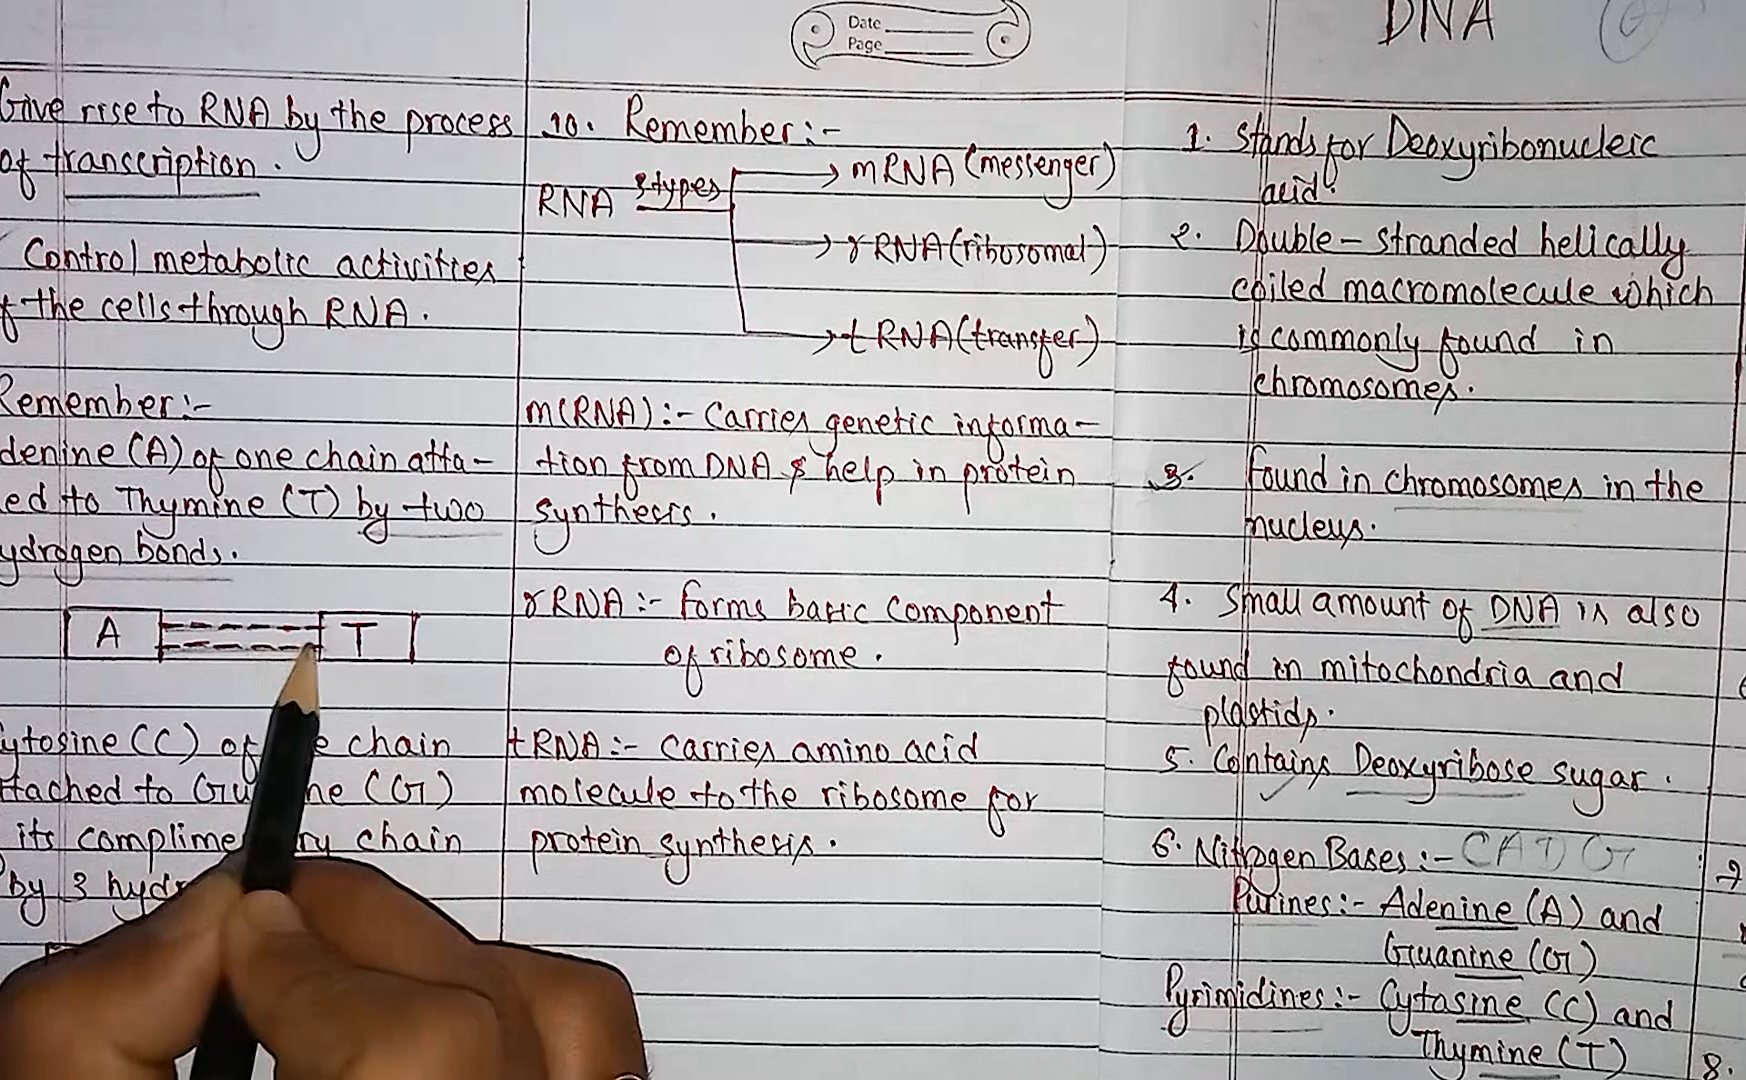 Date
Page
DNA
Give rise to RNA by the process
of transcription.
Control metabolic activities
the cells through RNA.
Remember:-
denine (A) of one chain atta-
ed to Thymine (T) by two
ydrogen bonds.
A T
ytosine (C) of chain
ttached to (G)
its chain
by 3
10. Remember:-
RNA 3 types
mRNA (messenger)
rRNA (ribosomal)
tRNA (transfer)
m(RNA) :- Carries genetic informa-
tion from DNA & help in protein
synthesis.
rRNA :- forms basic component
of ribosome.
tRNA :- carries amino acid
molecule to the ribosome for
protein synthesis.
1. Stands for Deoxyribonucleic
acid.
2. Double-stranded helically
coiled macromolecule which
is commonly found in
chromosomes.
3. found in chromosomes in the
nucleus.
4. Small amount of DNA is also
found in mitochondria and
plastids.
5. Contains Deoxyribose sugar.
6. Nitrogen Bases :-
Purines :- Adenine (A) and
Guanine (G)
Pyrimidines :- Cytosine (C) and
Thymine (T)
8.